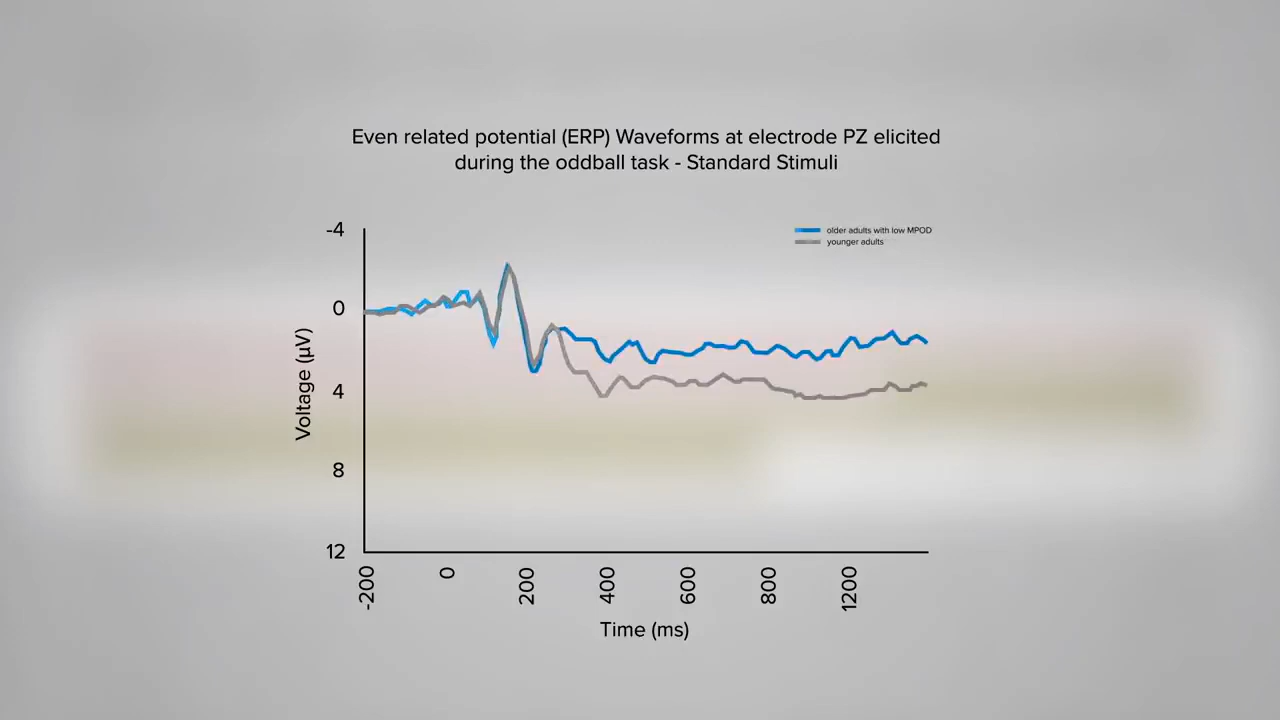 Even related potential (ERP) Waveforms at electrode PZ elicited
during the oddball task - Standard Stimuli
-4
older adults with low MPOD
younger adults
0
4
8
12
Voltage (µV)
-200
0
200
400
600
800
1200
Time (ms)